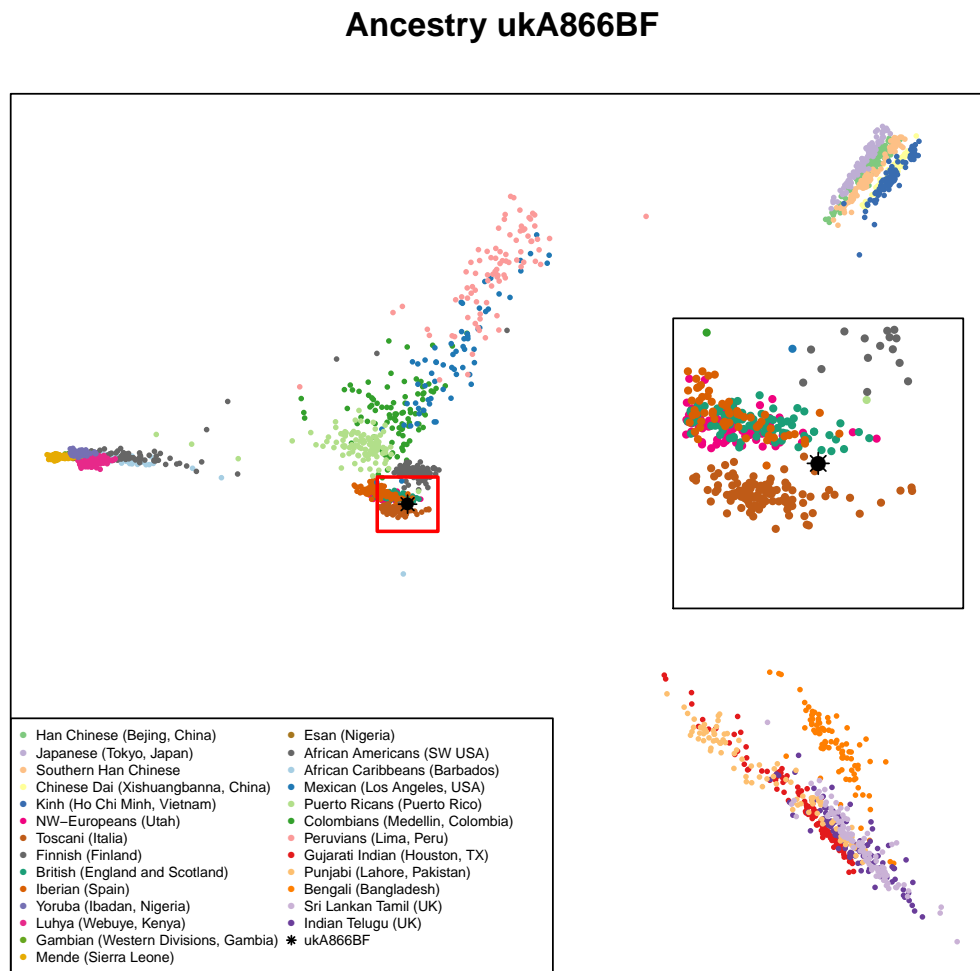 Ancestry ukA866BF
Han Chinese (Bejing, China)
Japanese (Tokyo, Japan)
Southern Han Chinese
Chinese Dai (Xishuangbanna, China)
Kinh (Ho Chi Minh, Vietnam)
NW−Europeans (Utah)
Toscani (Italia)
Finnish (Finland)
British (England and Scotland)
Iberian (Spain)
Yoruba (Ibadan, Nigeria)
Luhya (Webuye, Kenya)
Gambian (Western Divisions, Gambia)
Mende (Sierra Leone)
Esan (Nigeria)
African Americans (SW USA)
African Caribbeans (Barbados)
Mexican (Los Angeles, USA)
Puerto Ricans (Puerto Rico)
Colombians (Medellin, Colombia)
Peruvians (Lima, Peru)
Gujarati Indian (Houston, TX)
Punjabi (Lahore, Pakistan)
Bengali (Bangladesh)
Sri Lankan Tamil (UK)
Indian Telugu (UK)
ukA866BF